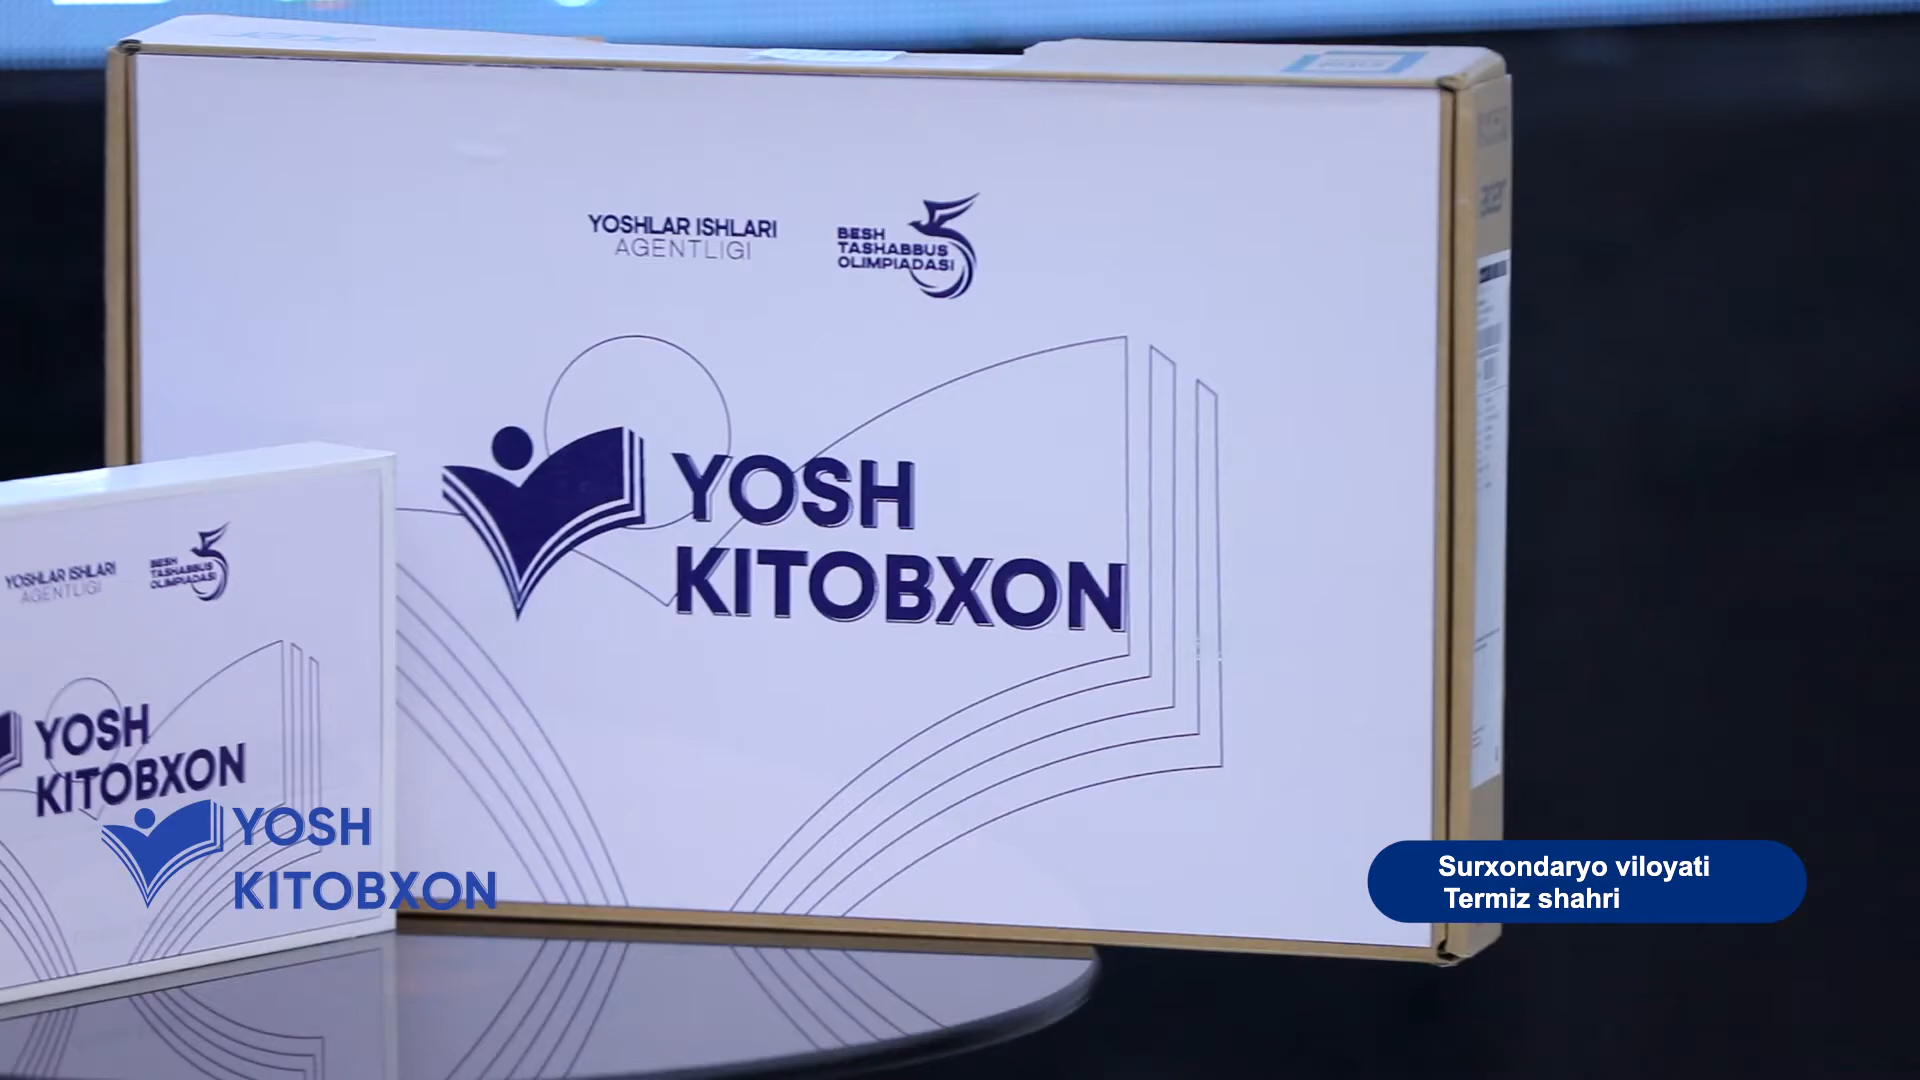 YOSHLAR ISHLARI
AGENTLIGI
BESH
TASHABBUS
OLIMPIADASI
YOSH
KITOBXON
YOSHLAR ISHLARI
AGENTLIGI
BESH
TASHABBUS
OLIMPIADASI
YOSH
KITOBXON
YOSH
KITOBXON
Surxondaryo viloyati
Termiz shahri